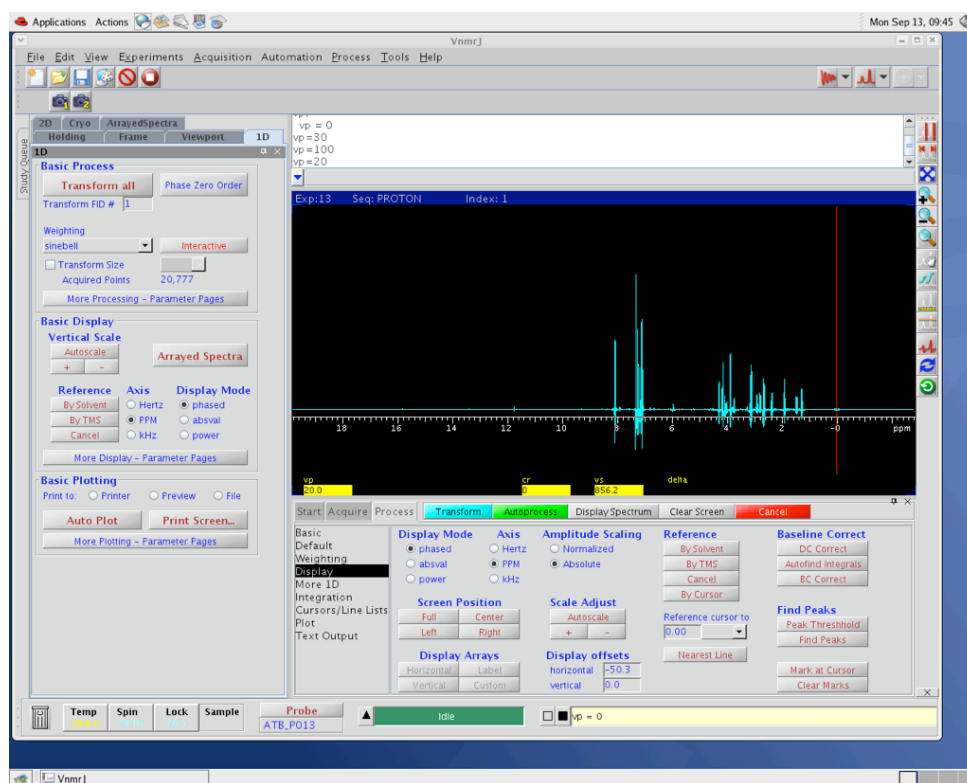 Applications Actions Mon Sep 13, 09:45
VnmrJ
File Edit View Experiments Acquisition Automation Process Tools Help
2D Cryo ArrayedSpectra
Holding Frame Viewport 1D
Study Queue
1D
Basic Process
Transform all Phase Zero Order
Transform FID # 1
Weighting
sinebell Interactive
Transform Size
Acquired Points 20,777
More Processing – Parameter Pages
Basic Display
Vertical Scale
Autoscale
+ - Arrayed Spectra
Reference Axis Display Mode
By Solvent Hertz phased
By TMS PPM absval
Cancel kHz power
More Display – Parameter Pages
Basic Plotting
Print to: Printer Preview File
Auto Plot Print Screen...
More Plotting – Parameter Pages
vp = 0
vp=30
vp=100
vp=20
Exp:13 Seq: PROTON Index: 1
18 16 14 12 10 8 6 4 2 -0 ppm
vp cr vs delta
20.0 0 856.2
Start Acquire Process Transform Autoprocess Display Spectrum Clear Screen Cancel
Basic
Default
Weighting
Display
More 1D
Integration
Cursors/Line Lists
Plot
Text Output
Display Mode Axis Amplitude Scaling Reference Baseline Correct
phased Hertz Normalized By Solvent DC Correct
absval PPM Absolute By TMS Autofind Integrals
power kHz Cancel BC Correct
By Cursor
Screen Position Scale Adjust Find Peaks
Full Center Autoscale Reference cursor to Peak Threshhold
Left Right + - 0.00 Find Peaks
Display Arrays Display offsets Nearest Line
Horizontal Label horizontal -50.3 Mark at Cursor
Vertical Custom vertical 0.0 Clear Marks
Temp Spin Lock Sample Probe
ATB_P013 Idle vp = 0
VnmrJ